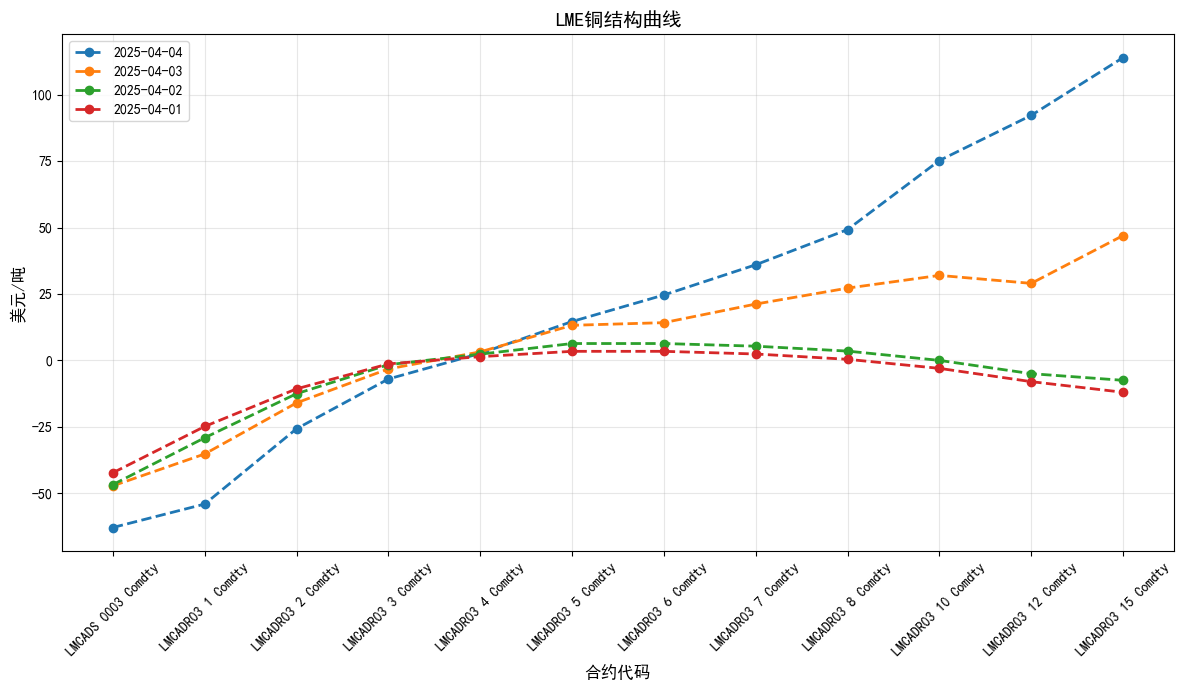 LME铜结构曲线
2025-04-04
2025-04-03
2025-04-02
2025-04-01
美元/吨
100
75
50
25
0
−25
−50
LMCADS 0003 Comdty
LMCADR03 1 Comdty
LMCADR03 2 Comdty
LMCADR03 3 Comdty
LMCADR03 4 Comdty
LMCADR03 5 Comdty
LMCADR03 6 Comdty
LMCADR03 7 Comdty
LMCADR03 8 Comdty
LMCADR03 10 Comdty
LMCADR03 12 Comdty
LMCADR03 15 Comdty
合约代码